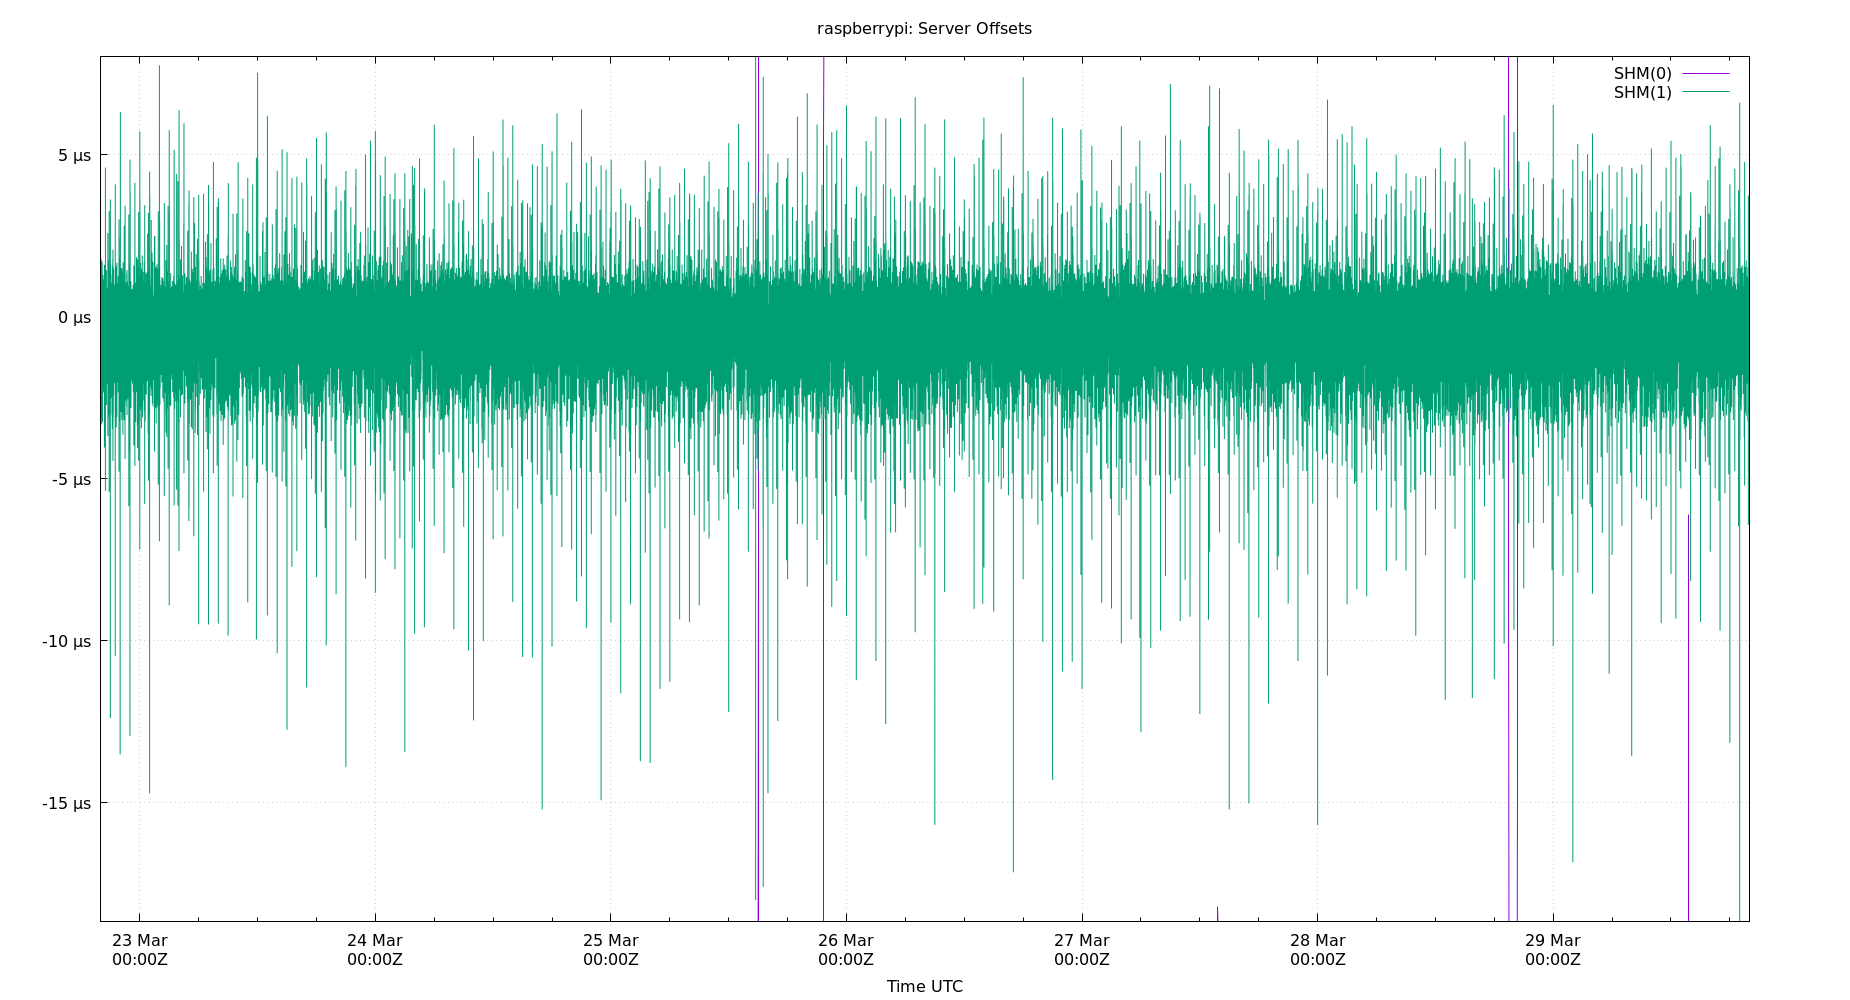 raspberrypi: Server Offsets
SHM(0)
SHM(1)
5 µs
0 µs
-5 µs
-10 µs
-15 µs
23 Mar
00:00Z
24 Mar
00:00Z
25 Mar
00:00Z
26 Mar
00:00Z
27 Mar
00:00Z
28 Mar
00:00Z
29 Mar
00:00Z
Time UTC